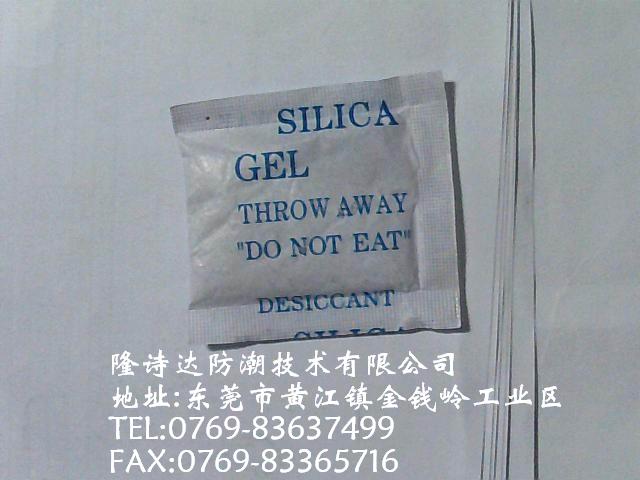 SILICA
GEL
THROW AWAY
"DO NOT EAT"
DESICCANT
SILICA
隆诗达防潮技术有限公司
地址:东莞市黄江镇金钱岭工业区
TEL:0769-83637499
FAX:0769-83365716